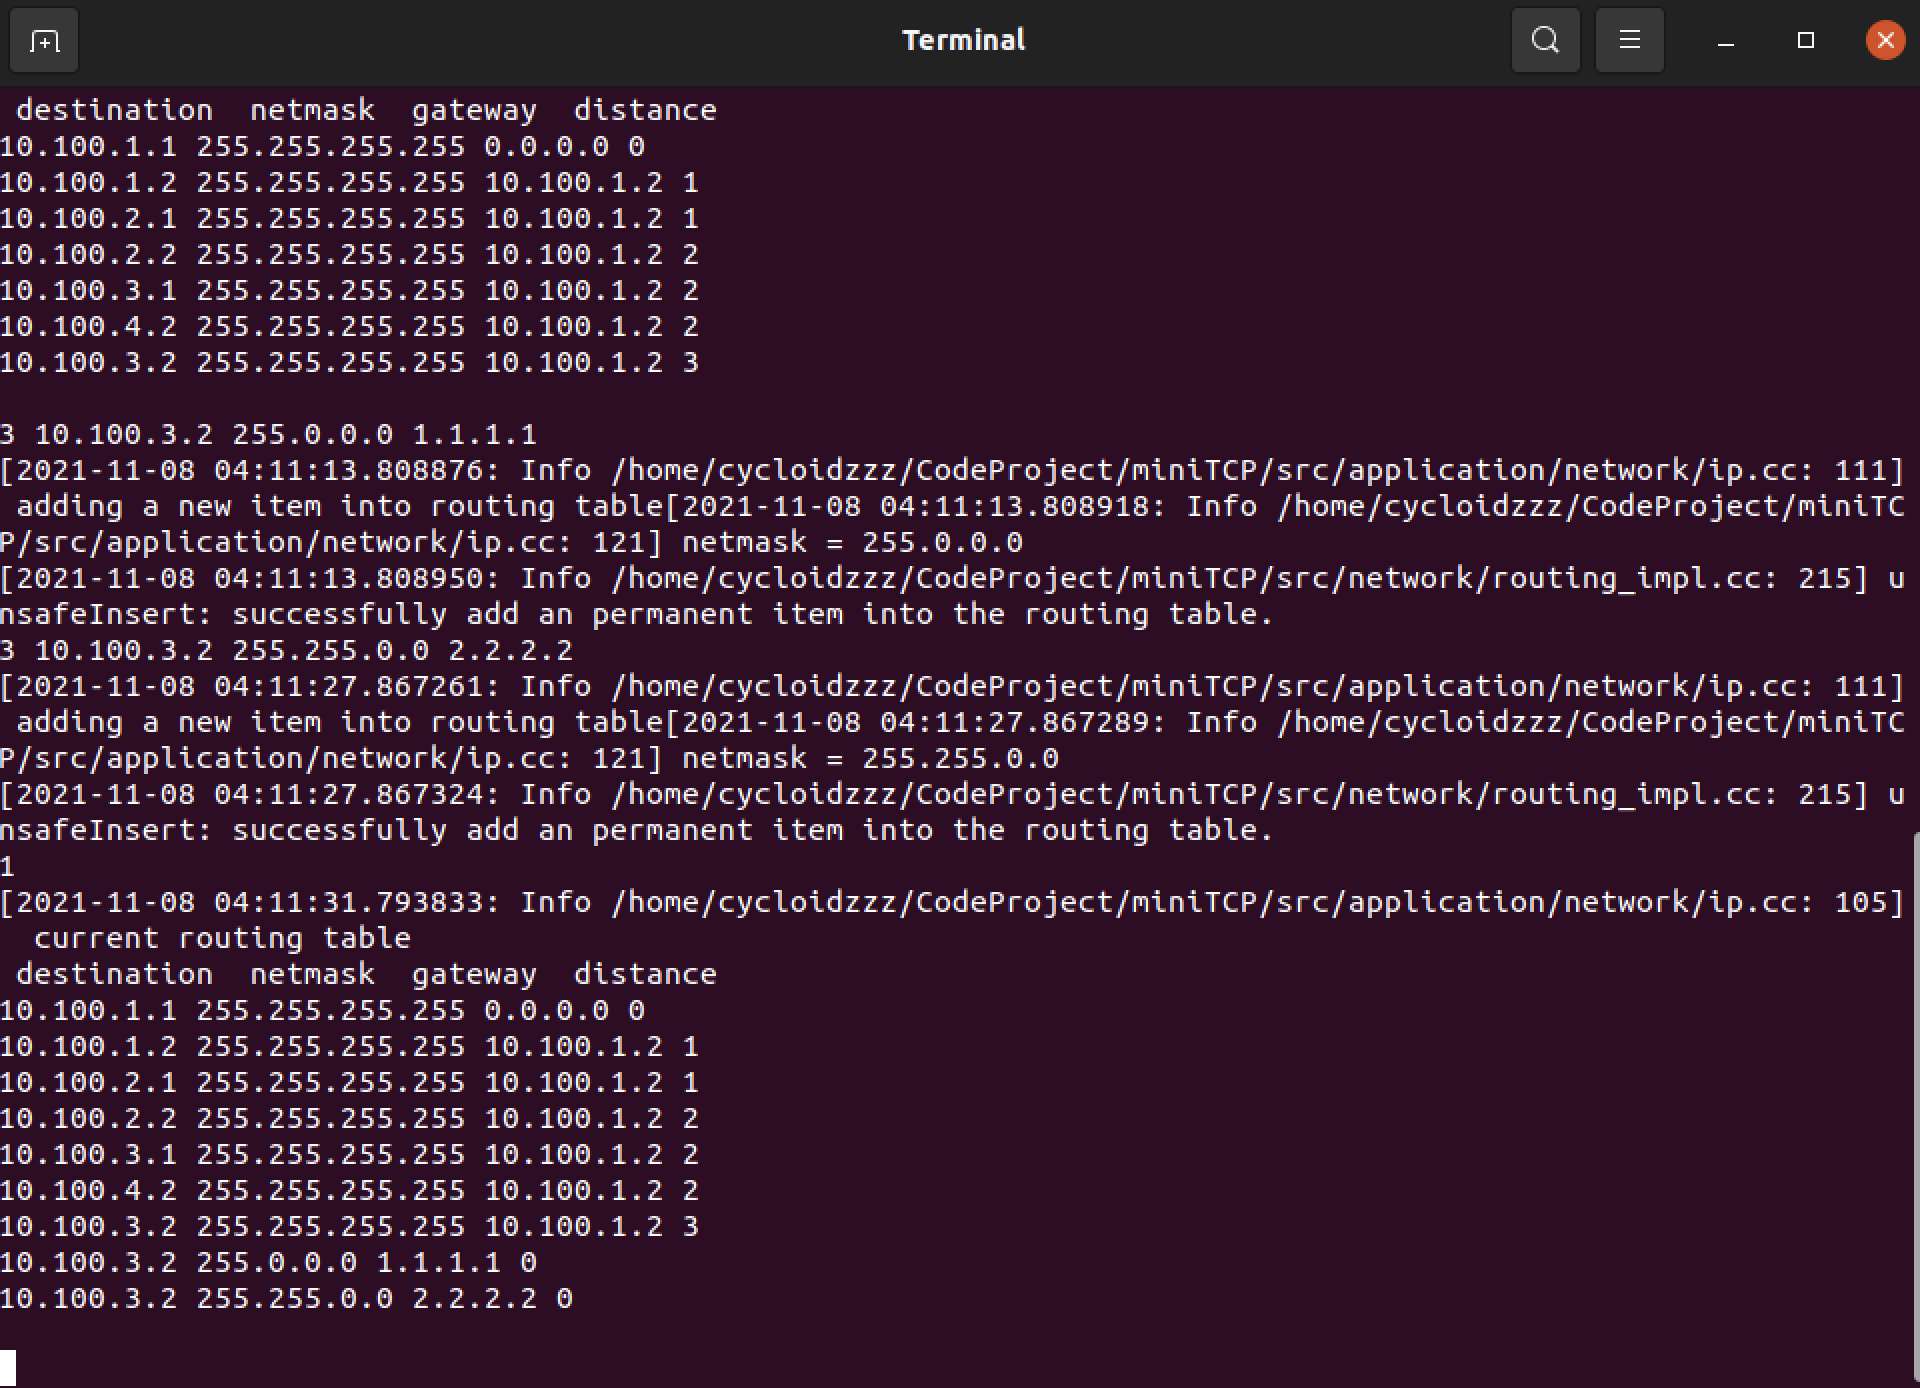 Terminal
destination  netmask  gateway  distance
10.100.1.1 255.255.255.255 0.0.0.0 0
10.100.1.2 255.255.255.255 10.100.1.2 1
10.100.2.1 255.255.255.255 10.100.1.2 1
10.100.2.2 255.255.255.255 10.100.1.2 2
10.100.3.1 255.255.255.255 10.100.1.2 2
10.100.4.2 255.255.255.255 10.100.1.2 2
10.100.3.2 255.255.255.255 10.100.1.2 3
3 10.100.3.2 255.0.0.0 1.1.1.1
[2021-11-08 04:11:13.808876: Info /home/cycloidzzz/CodeProject/miniTCP/src/application/network/ip.cc: 111]
adding a new item into routing table[2021-11-08 04:11:13.808918: Info /home/cycloidzzz/CodeProject/miniTC
P/src/application/network/ip.cc: 121] netmask = 255.0.0.0
[2021-11-08 04:11:13.808950: Info /home/cycloidzzz/CodeProject/miniTCP/src/network/routing_impl.cc: 215] u
nsafeInsert: successfully add an permanent item into the routing table.
3 10.100.3.2 255.255.0.0 2.2.2.2
[2021-11-08 04:11:27.867261: Info /home/cycloidzzz/CodeProject/miniTCP/src/application/network/ip.cc: 111]
adding a new item into routing table[2021-11-08 04:11:27.867289: Info /home/cycloidzzz/CodeProject/miniTC
P/src/application/network/ip.cc: 121] netmask = 255.255.0.0
[2021-11-08 04:11:27.867324: Info /home/cycloidzzz/CodeProject/miniTCP/src/network/routing_impl.cc: 215] u
nsafeInsert: successfully add an permanent item into the routing table.
1
[2021-11-08 04:11:31.793833: Info /home/cycloidzzz/CodeProject/miniTCP/src/application/network/ip.cc: 105]
current routing table
destination  netmask  gateway  distance
10.100.1.1 255.255.255.255 0.0.0.0 0
10.100.1.2 255.255.255.255 10.100.1.2 1
10.100.2.1 255.255.255.255 10.100.1.2 1
10.100.2.2 255.255.255.255 10.100.1.2 2
10.100.3.1 255.255.255.255 10.100.1.2 2
10.100.4.2 255.255.255.255 10.100.1.2 2
10.100.3.2 255.255.255.255 10.100.1.2 3
10.100.3.2 255.0.0.0 1.1.1.1 0
10.100.3.2 255.255.0.0 2.2.2.2 0